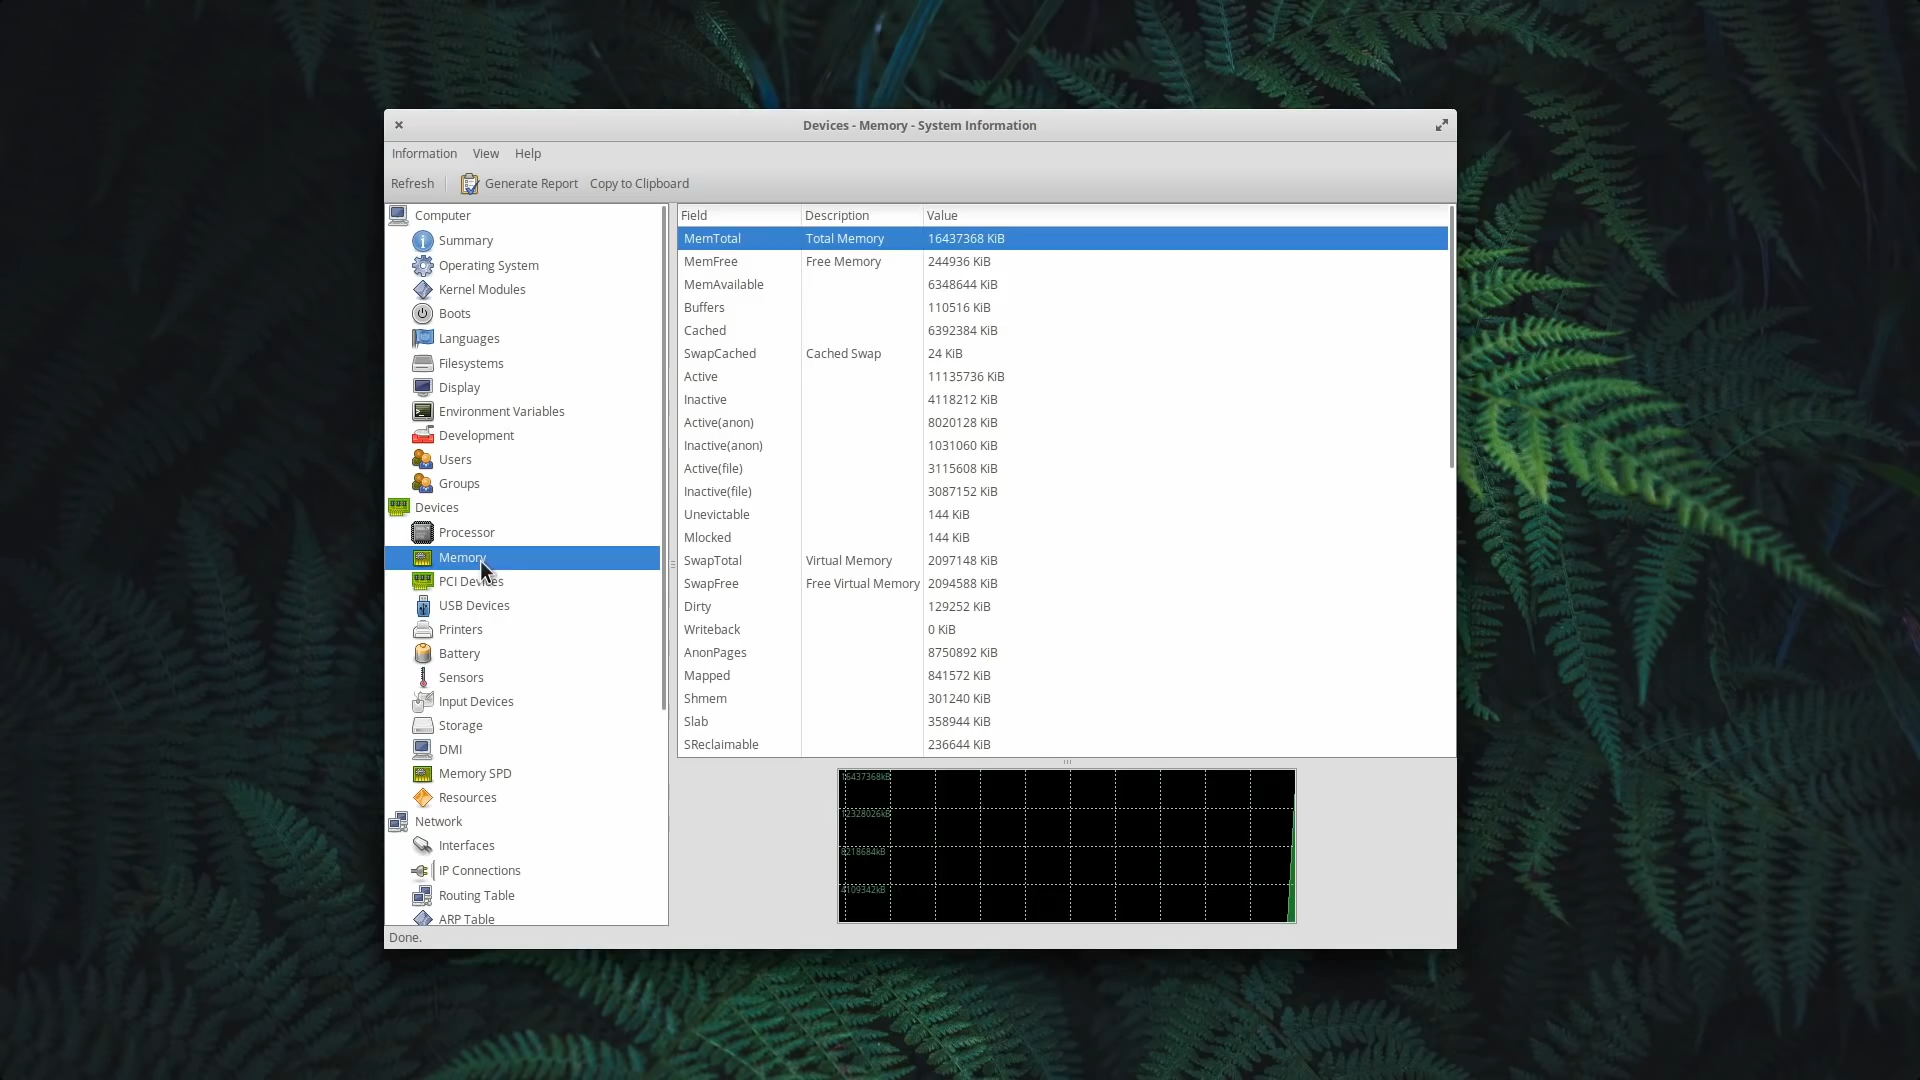 Devices - Memory - System Information
Information View Help
Refresh Generate Report Copy to Clipboard
Computer
Summary
Operating System
Kernel Modules
Boots
Languages
Filesystems
Display
Environment Variables
Development
Users
Groups
Devices
Processor
Memory
PCI Devices
USB Devices
Printers
Battery
Sensors
Input Devices
Storage
DMI
Memory SPD
Resources
Network
Interfaces
IP Connections
Routing Table
ARP Table
Field Description Value
MemTotal Total Memory 16437368 KiB
MemFree Free Memory 244936 KiB
MemAvailable 6348644 KiB
Buffers 110516 KiB
Cached 6392384 KiB
SwapCached Cached Swap 24 KiB
Active 11135736 KiB
Inactive 4118212 KiB
Active(anon) 8020128 KiB
Inactive(anon) 1031060 KiB
Active(file) 3115608 KiB
Inactive(file) 3087152 KiB
Unevictable 144 KiB
Mlocked 144 KiB
SwapTotal Virtual Memory 2097148 KiB
SwapFree Free Virtual Memory 2094588 KiB
Dirty 129252 KiB
Writeback 0 KiB
AnonPages 8750892 KiB
Mapped 841572 KiB
Shmem 301240 KiB
Slab 358944 KiB
SReclaimable 236644 KiB
16437368kB
12328026kB
8218684kB
4109342kB
Done.